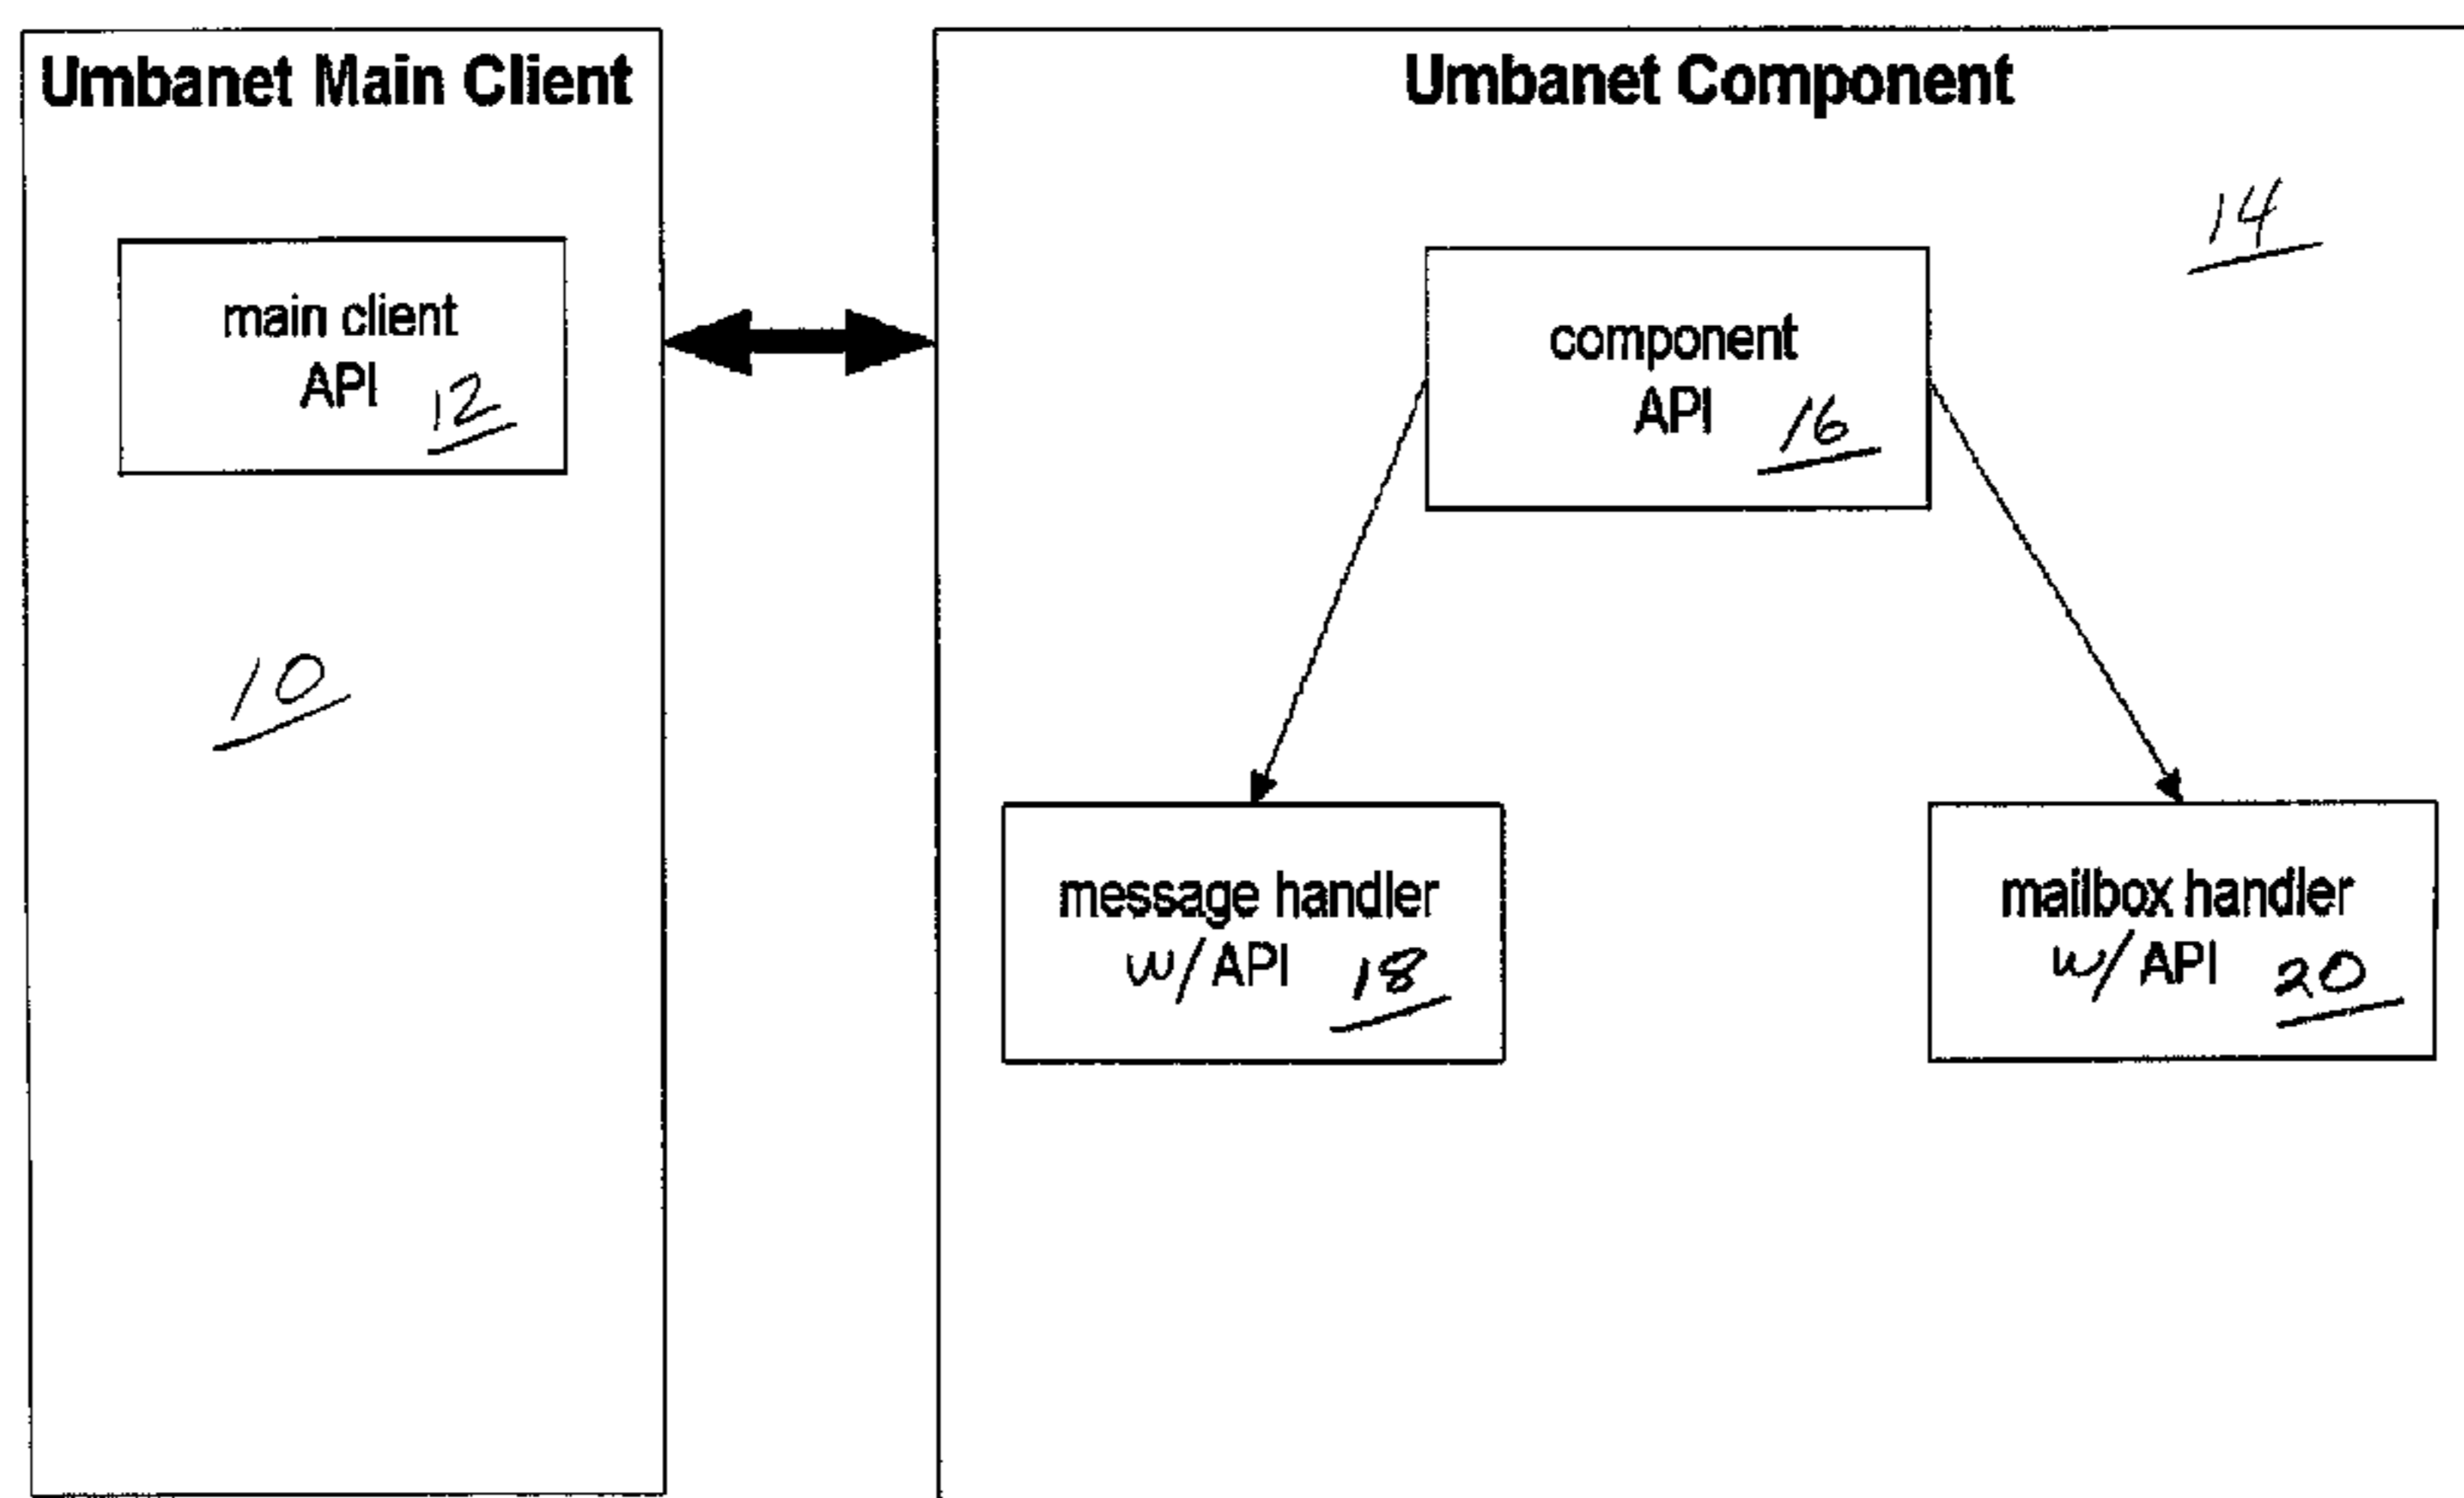 Umbanet Main Client
main client
API 12
10
Umbanet Component
14
component
API 16
message handler
w/ API 18
mailbox handler
w/ API 20